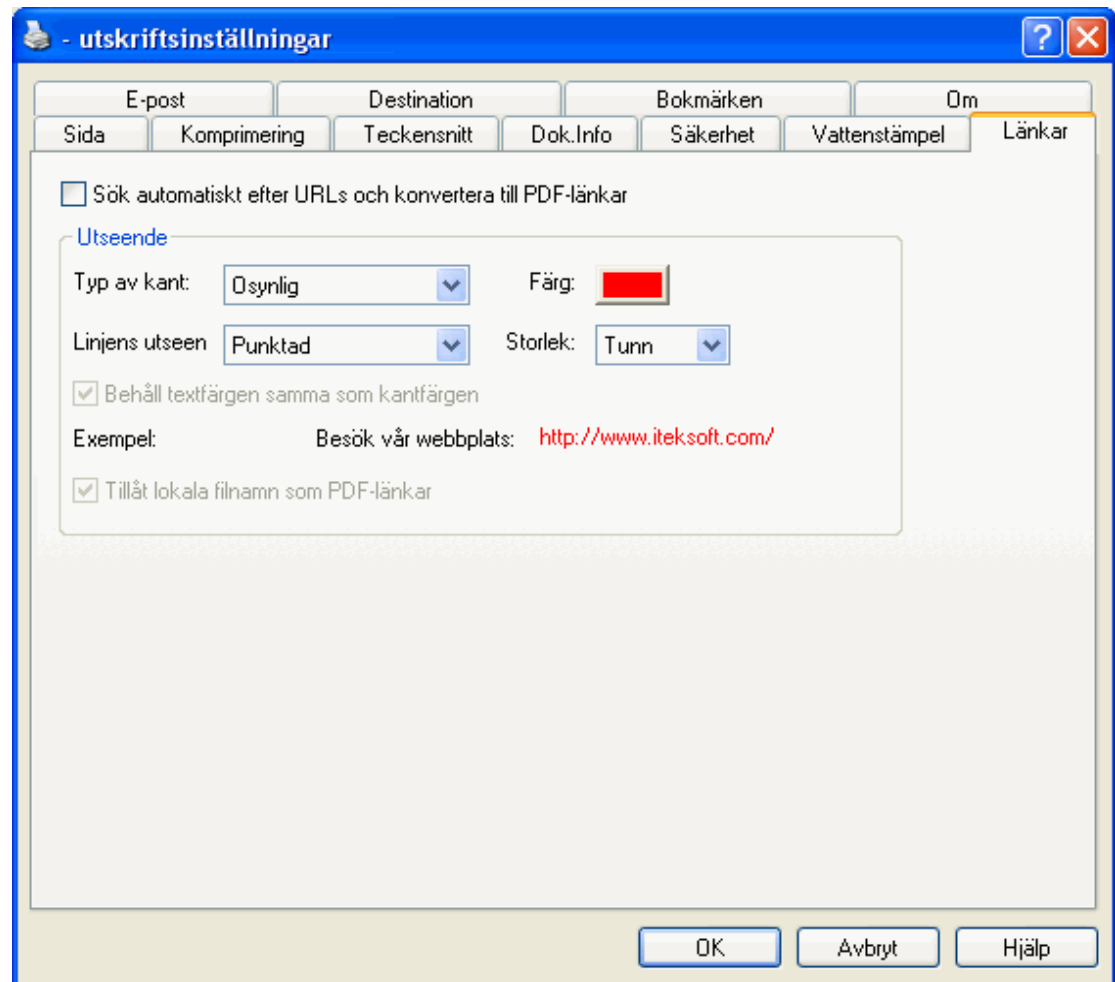 - utskriftsinställningar
E-post Destination Bokmärken Om
Sida Komprimering Teckensnitt Dok.Info Säkerhet Vattenstämpel Länkar
Sök automatiskt efter URLs och konvertera till PDF-länkar
Utseende
Typ av kant: Osynlig Färg:
Linjens utseen Punktad Storlek: Tunn
Behåll textfärgen samma som kantfärgen
Exempel: Besök vår webbplats: http://www.iteksoft.com/
Tillåt lokala filnamn som PDF-länkar
OK Avbryt Hjälp